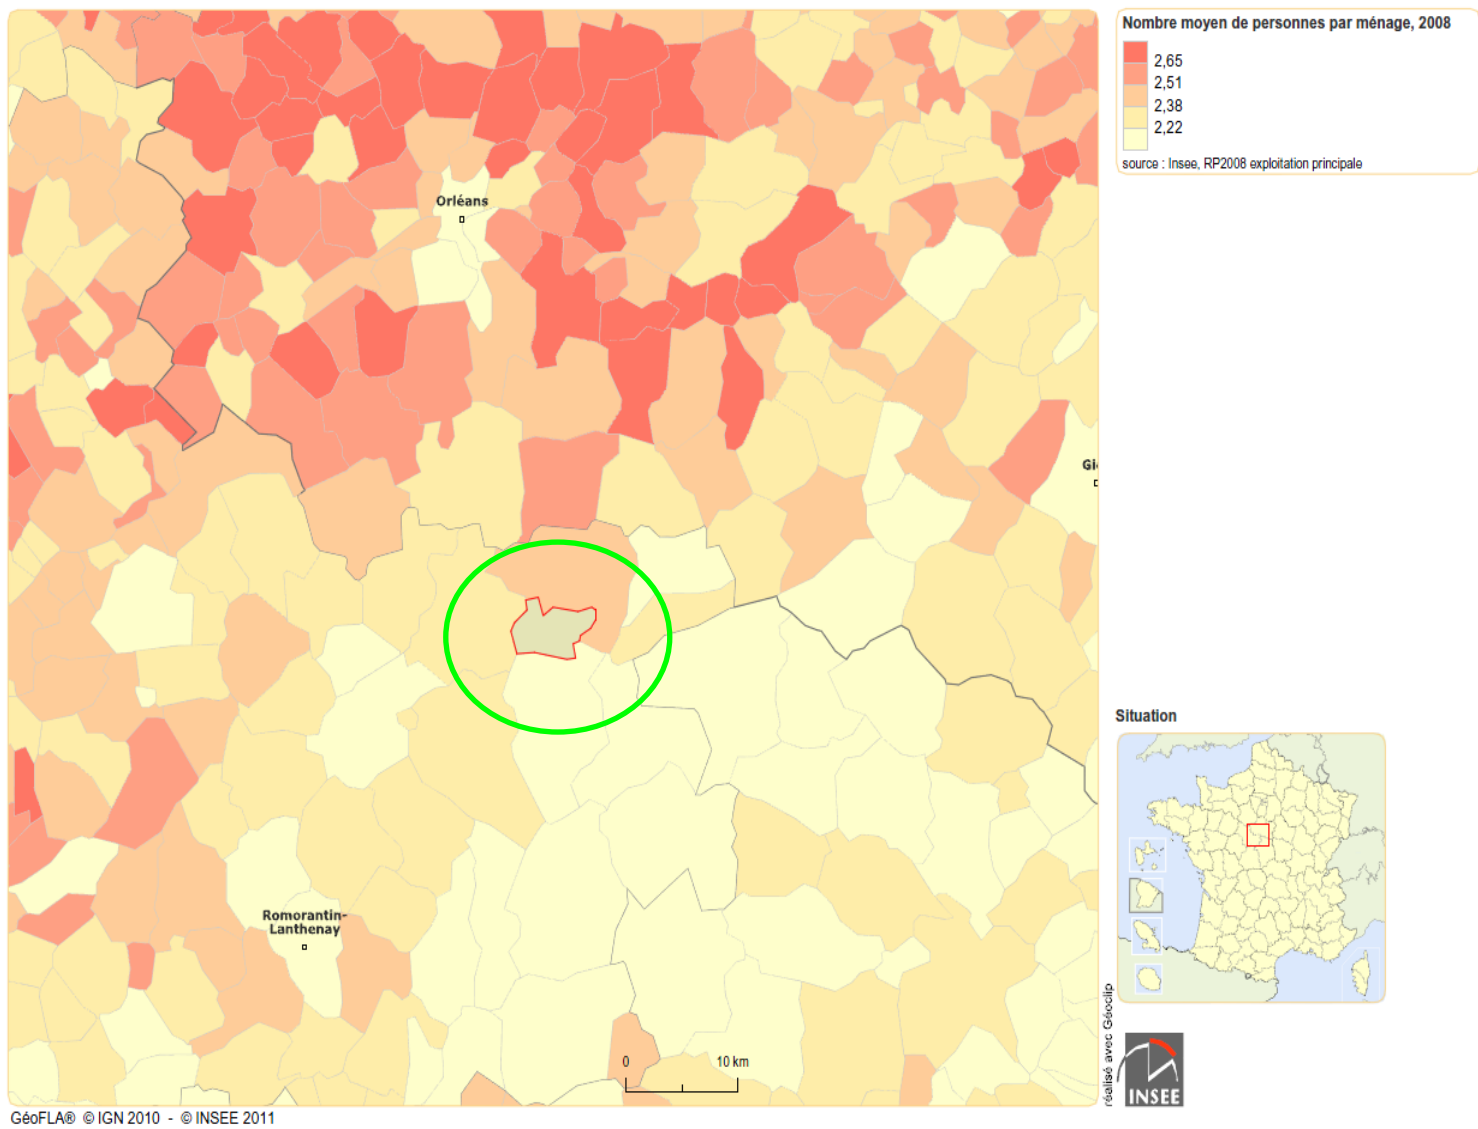 Nombre moyen de personnes par ménage, 2008
2,65
2,51
2,38
2,22
source : Insee, RP2008 exploitation principale
Orléans
Gi
Romorantin-
Lanthenay
0 10 km
Situation
réalisé avec Géoclip
INSEE
GéoFLA® © IGN 2010 - © INSEE 2011